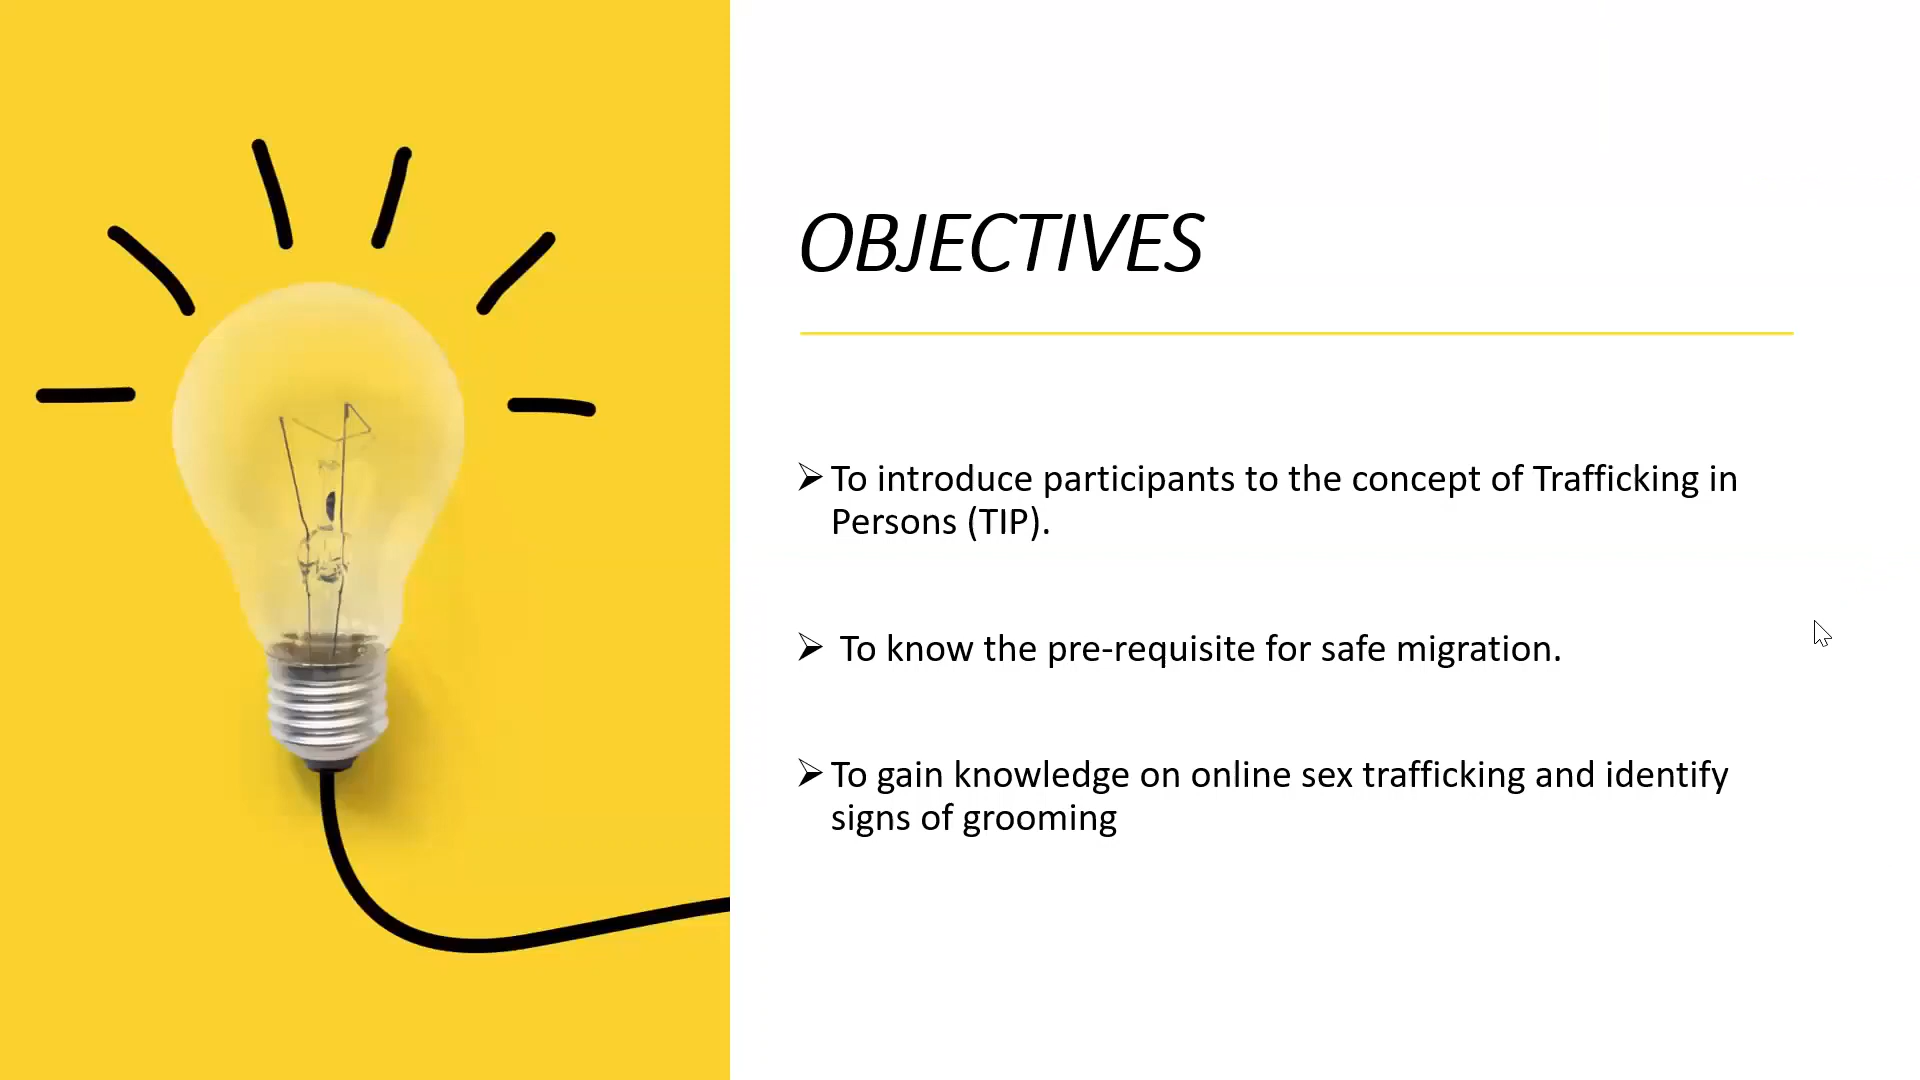 OBJECTIVES
➢To introduce participants to the concept of Trafficking in
Persons (TIP).
➢ To know the pre-requisite for safe migration.
➢To gain knowledge on online sex trafficking and identify
signs of grooming